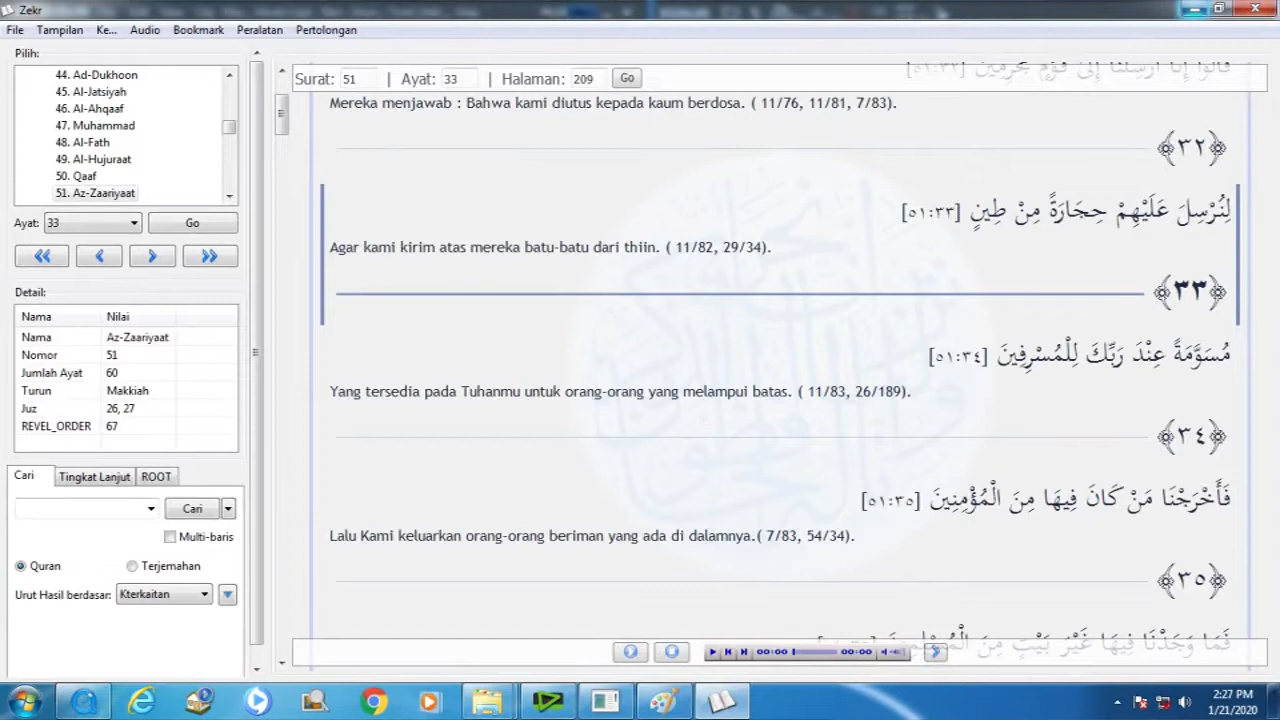 Zekr
File Tampilan Ke... Audio Bookmark Peralatan Pertolongan
Pilih:
44. Ad-Dukhoon
45. Al-Jatsiyah
46. Al-Ahqaaf
47. Muhammad
48. Al-Fath
49. Al-Hujuraat
50. Qaaf
51. Az-Zaariyaat
Ayat: 33 Go
Detail:
Nama Nilai
Nama Az-Zaariyaat
Nomor 51
Jumlah Ayat 60
Turun Makkiah
Juz 26, 27
REVEL_ORDER 67
Cari Tingkat Lanjut ROOT
Cari
Multi-baris
Quran Terjemahan
Urut Hasil berdasar: Kterkaitan
Surat: 51 | Ayat: 33 | Halaman: 209 Go
Mereka menjawab : Bahwa kami diutus kepada kaum berdosa. ( 11/76, 11/81, 7/83).
﴿٣٢﴾
لِنُرْسِلَ عَلَيْهِمْ حِجَارَةً مِنْ طِينٍ [٥١:٣٣]
Agar kami kirim atas mereka batu-batu dari thiin. ( 11/82, 29/34).
﴿٣٣﴾
مُسَوَّمَةً عِنْدَ رَبِّكَ لِلْمُسْرِفِينَ [٥١:٣٤]
Yang tersedia pada Tuhanmu untuk orang-orang yang melampui batas. ( 11/83, 26/189).
﴿٣٤﴾
فَأَخْرَجْنَا مَنْ كَانَ فِيهَا مِنَ الْمُؤْمِنِينَ [٥١:٣٥]
Lalu Kami keluarkan orang-orang beriman yang ada di dalamnya.( 7/83, 54/34).
﴿٣٥﴾
فَمَا وَجَدْنَا فِيهَا غَيْرَ بَيْتٍ مِنَ الْمُسْلِمِينَ
00:00 00:00
2:27 PM
1/21/2020